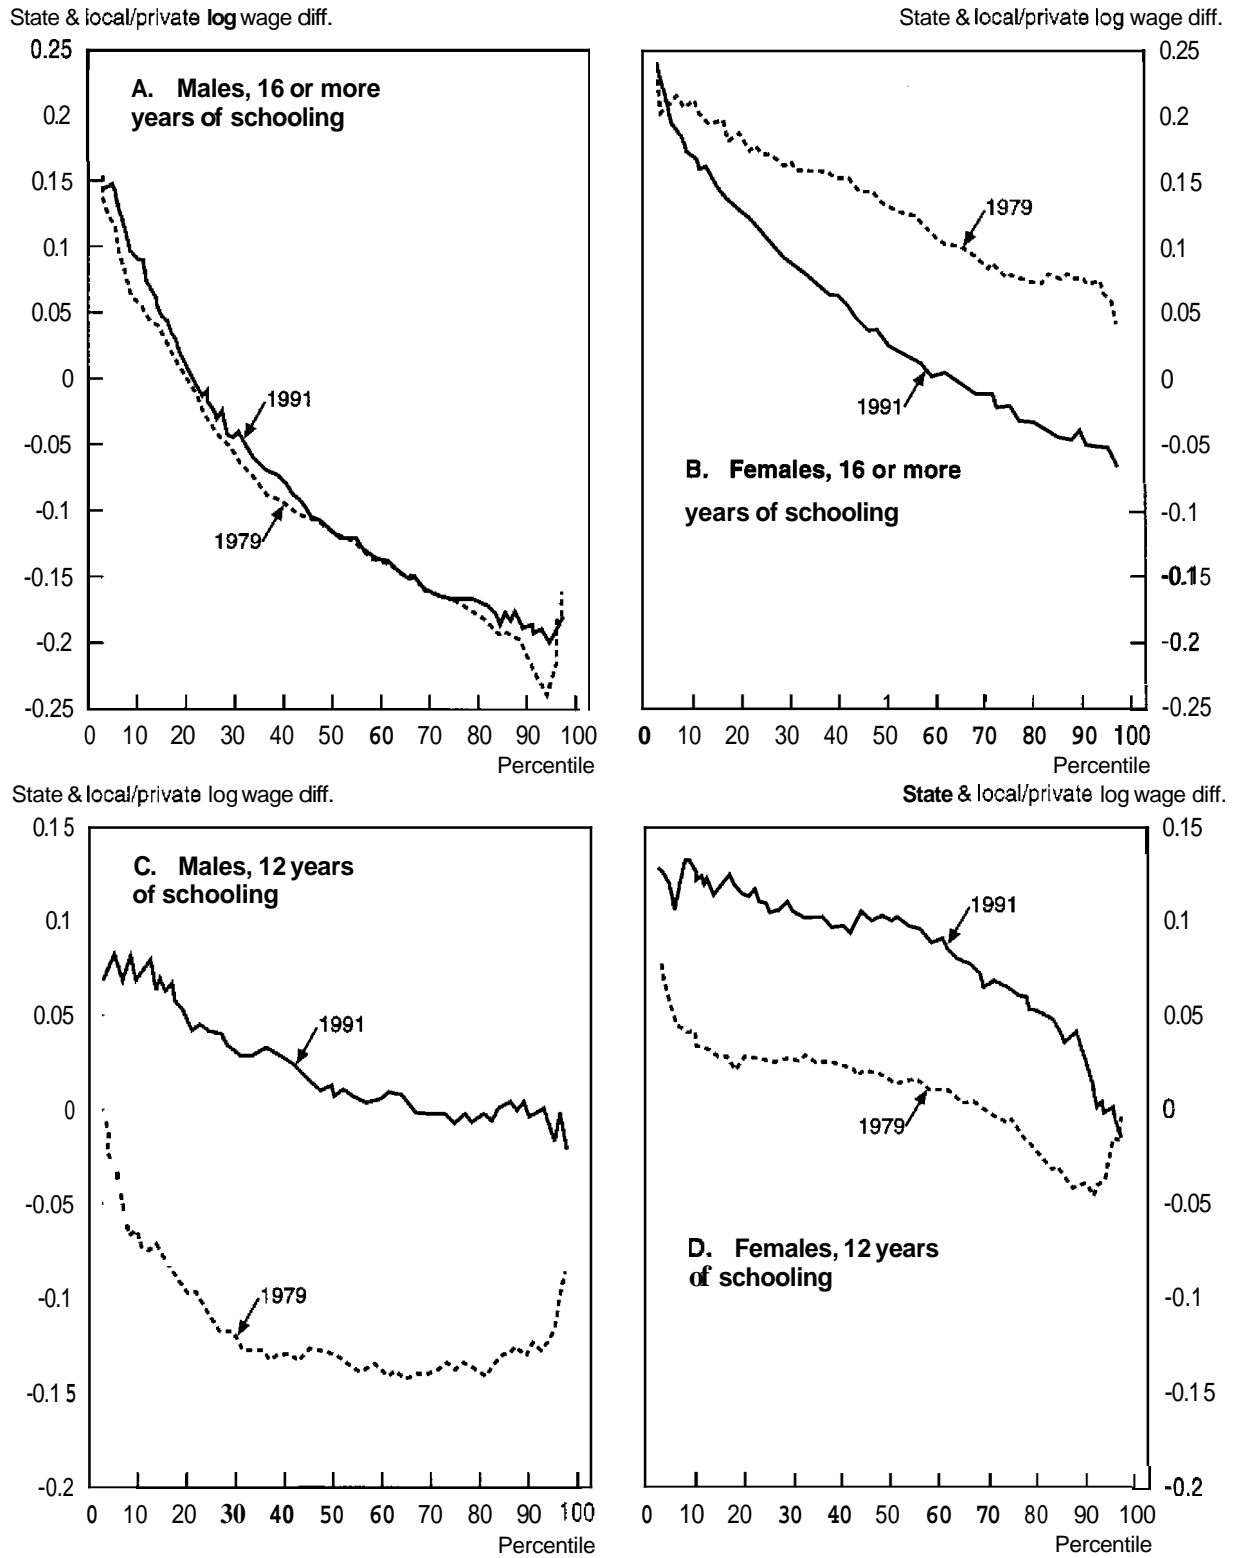 State & local/private log wage diff.
0.25
0.2
0.15
0.1
0.05
0
-0.05
-0.1
-0.15
-0.2
-0.25
A. Males, 16 or more
years of schooling
1991
1979
0 10 20 30 40 50 60 70 80 90 100
Percentile
State & local/private log wage diff.
0.25
0.2
0.15
0.1
0.05
0
-0.05
-0.1
-0.15
-0.2
-0.25
1979
1991
B. Females, 16 or more
years of schooling
0 10 20 30 40 50 60 70 80 90 100
Percentile
State & local/private log wage diff.
0.15
0.1
0.05
0
-0.05
-0.1
-0.15
-0.2
C. Males, 12 years
of schooling
1991
1979
0 10 20 30 40 50 60 70 80 90 100
Percentile
State & local/private log wage diff.
0.15
0.1
0.05
0
-0.05
-0.1
-0.15
-0.2
1991
1979
D. Females, 12 years
of schooling
0 10 20 30 40 50 60 70 80 90 100
Percentile